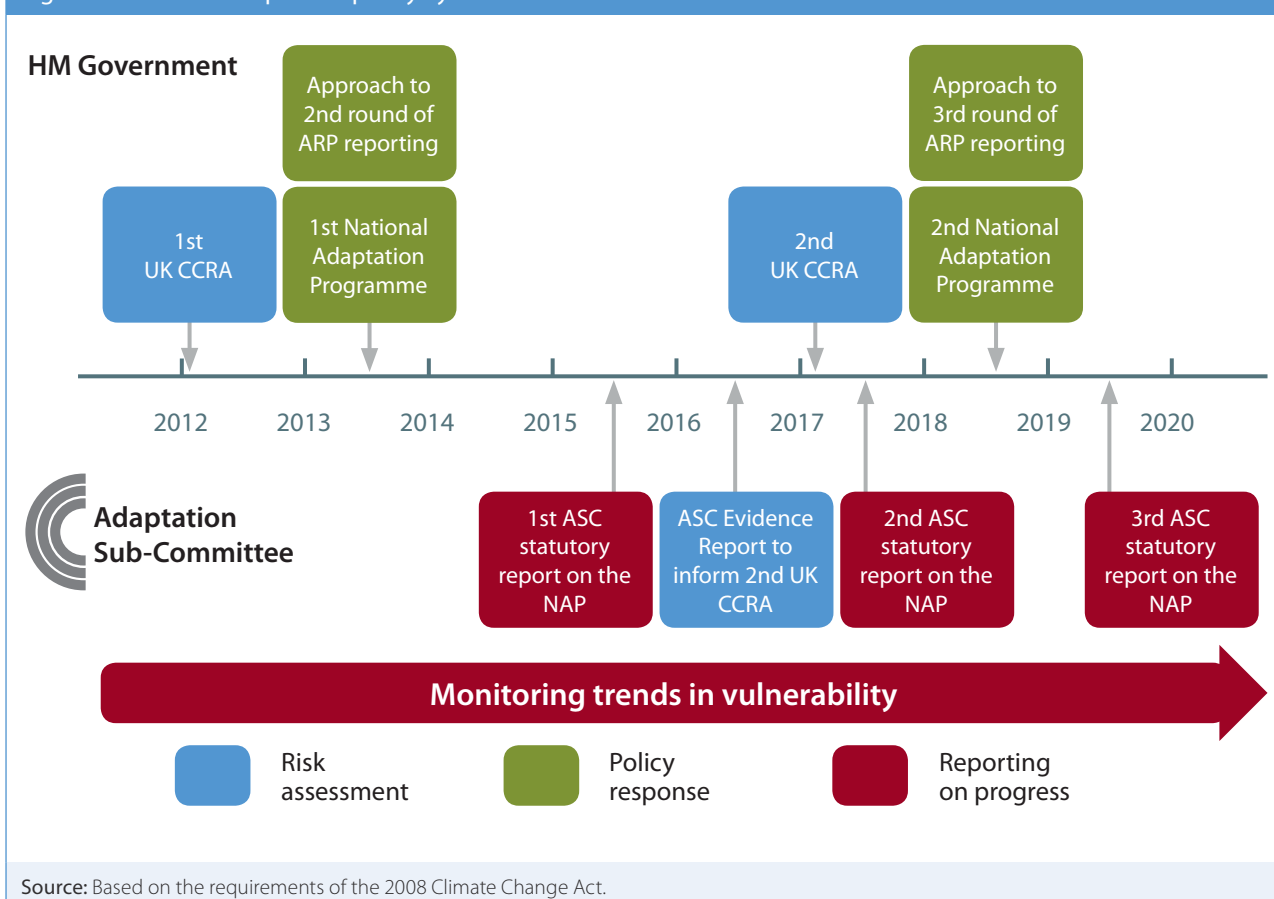 HM Government
Approach to
2nd round of
ARP reporting
Approach to
3rd round of
ARP reporting
1st
UK CCRA
1st National
Adaptation
Programme
2nd
UK CCRA
2nd National
Adaptation
Programme
2012 2013 2014 2015 2016 2017 2018 2019 2020
Adaptation
Sub-Committee
1st ASC
statutory
report on the
NAP
ASC Evidence
Report to
inform 2nd UK
CCRA
2nd ASC
statutory
report on the
NAP
3rd ASC
statutory
report on the
NAP
Monitoring trends in vulnerability
Risk
assessment
Policy
response
Reporting
on progress
Source: Based on the requirements of the 2008 Climate Change Act.